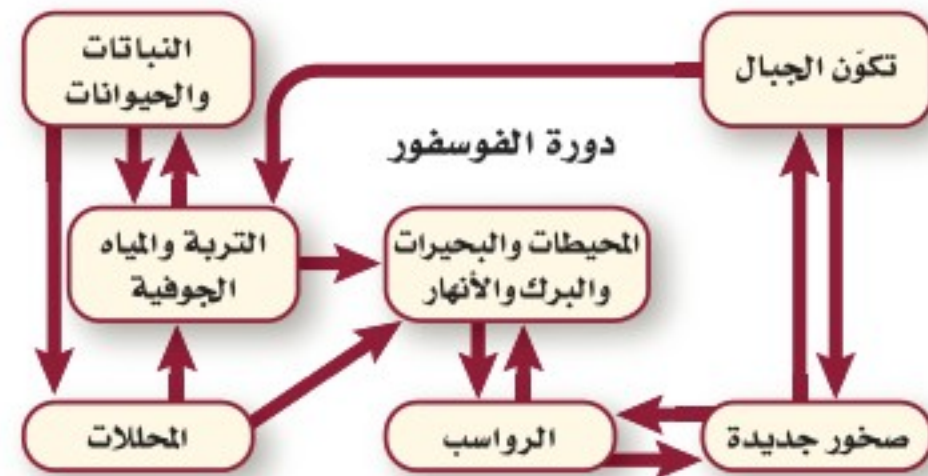 تكوَّن الجبال
النباتات
والحيوانات
دورة الفوسفور
المحيطات والبحيرات
والبرك والأنهار
التربة والمياه
الجوفية
صخور جديدة
الرواسب
المحللات